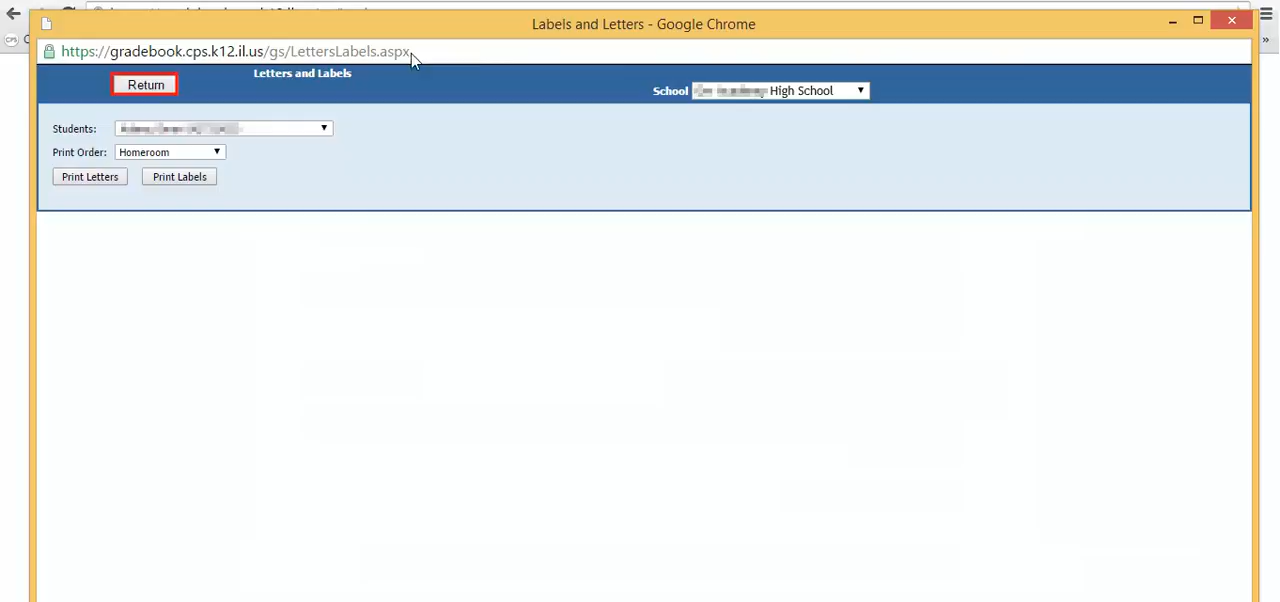 Labels and Letters - Google Chrome
CPS
»
https://gradebook.cps.k12.il.us/gs/LettersLabels.aspx
Return
Letters and Labels
School High School
Students:
Print Order: Homeroom
Print Letters Print Labels